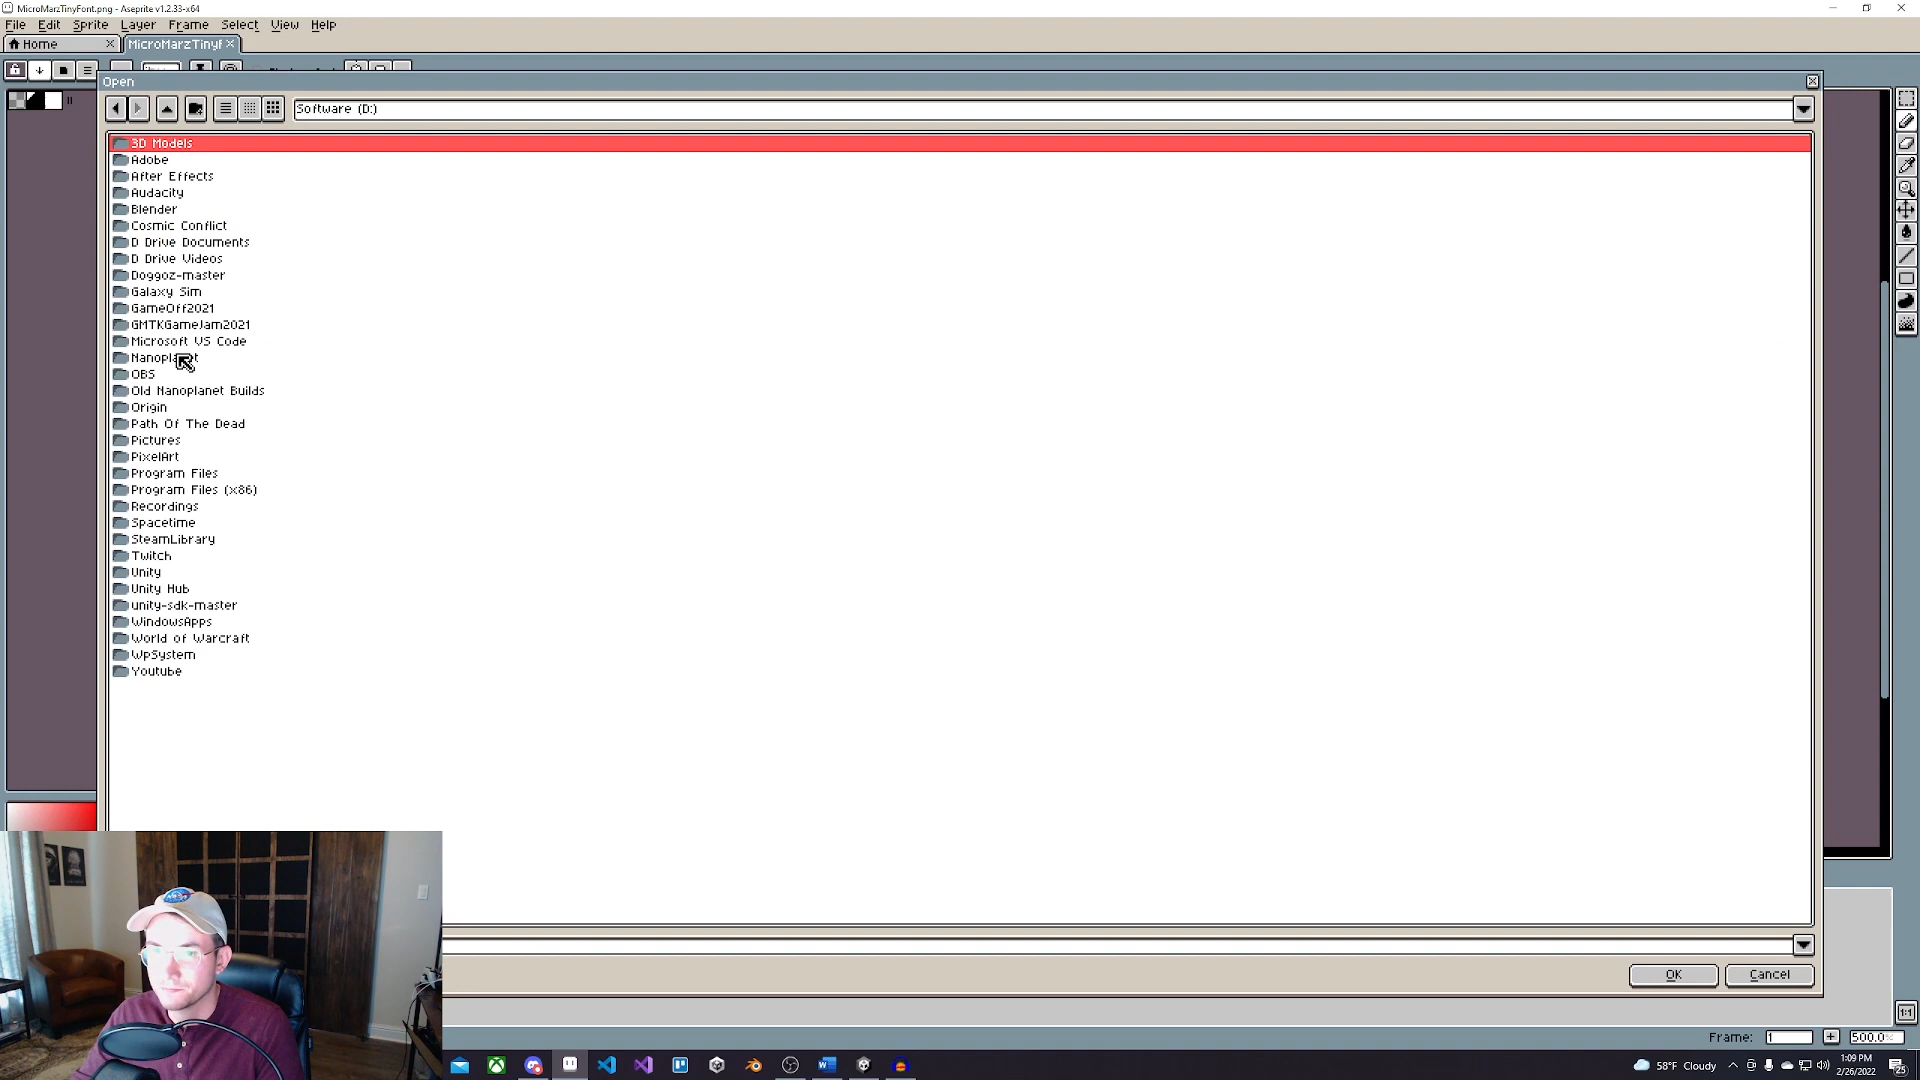 MicroMarzTinyFont.png - Aseprite v1.2.33-x64
File Edit Sprite Layer Frame Select View Help
Home MicroMarzTinyF
Open
Software (D:)
3D Models
Adobe
After Effects
Audacity
Blender
Cosmic Conflict
D Drive Documents
D Drive Videos
Doggoz-master
Galaxy Sim
GameOff2021
GMTKGameJam2021
Microsoft VS Code
Nanoplanet
OBS
Old Nanoplanet Builds
Origin
Path Of The Dead
Pictures
PixelArt
Program Files
Program Files (x86)
Recordings
Spacetime
SteamLibrary
Twitch
Unity
Unity Hub
unity-sdk-master
WindowsApps
World of Warcraft
WpSystem
Youtube
OK Cancel
1:1
Frame: 1 500.0
58°F Cloudy 1:09 PM
2/26/2022 25